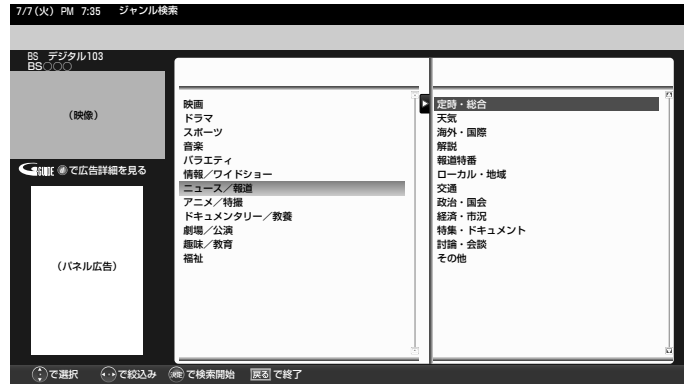 7/7(火) PM 7:35 ジャンル検索
BS デジタル103
BS○○○
(映像)
GGUIDE で広告詳細を見る
(パネル広告)
映画
ドラマ
スポーツ
音楽
バラエティ
情報／ワイドショー
ニュース／報道
アニメ／特撮
ドキュメンタリー／教養
劇場／公演
趣味／教育
福祉
定時・総合
天気
海外・国際
解説
報道特番
ローカル・地域
交通
政治・国会
経済・市況
特集・ドキュメント
討論・会談
その他
で選択 で絞込み 決定 で検索開始 戻る で終了